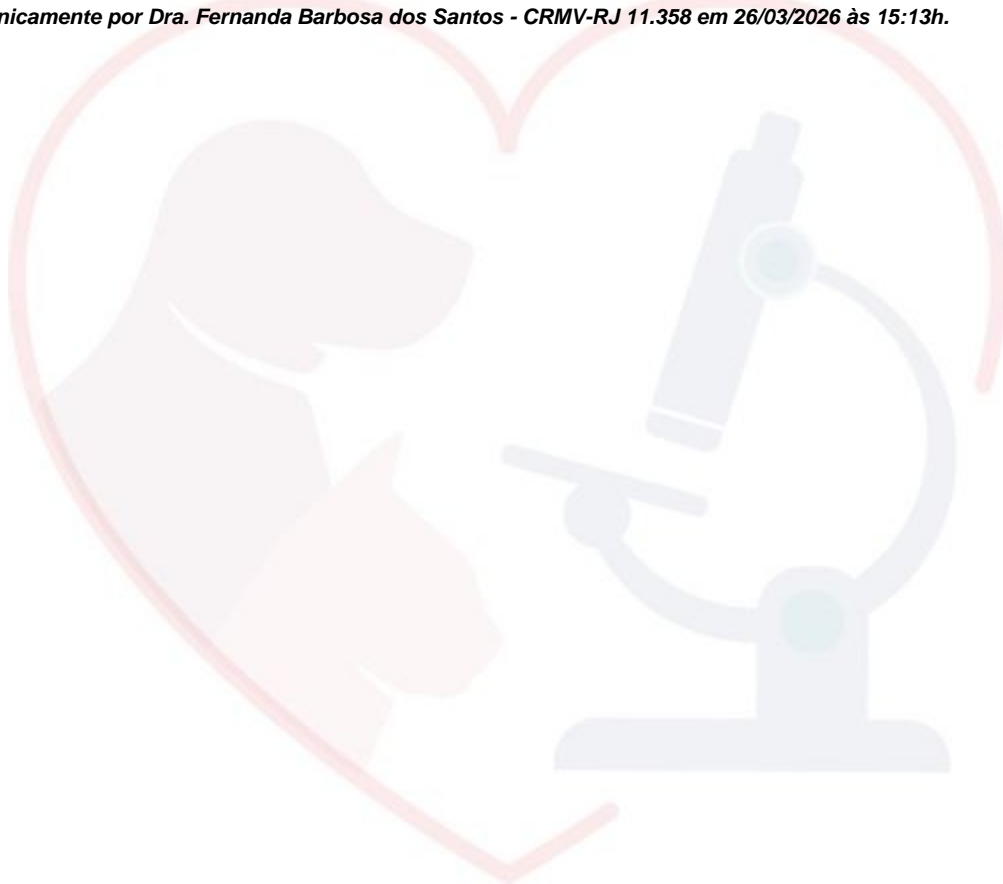 nicamente por Dra. Fernanda Barbosa dos Santos - CRMV-RJ 11.358 em 26/03/2026 às 15:13h.